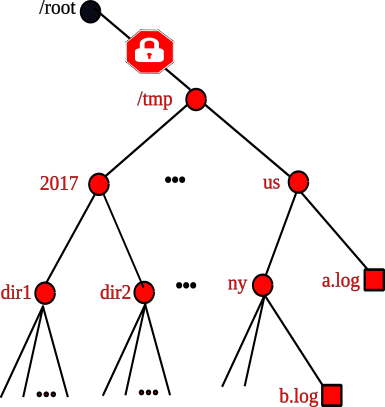 /root
/tmp
2017
us
dir1
dir2
ny
a.log
b.log